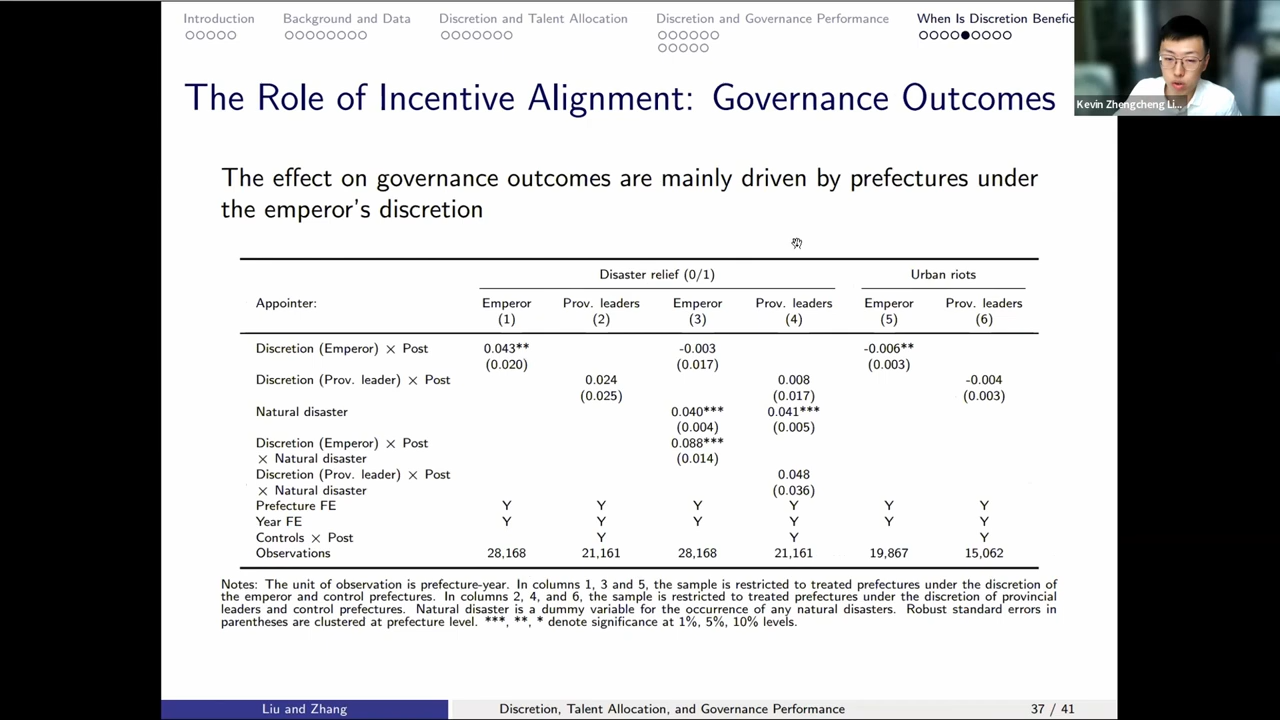 Introduction Background and Data Discretion and Talent Allocation Discretion and Governance Performance When Is Discretion Benefic
The Role of Incentive Alignment: Governance Outcomes
Kevin Zhengcheng Li...
The effect on governance outcomes are mainly driven by prefectures under
the emperor's discretion
Disaster relief (0/1) Urban riots
Appointer: Emperor Prov. leaders Emperor Prov. leaders Emperor Prov. leaders
(1) (2) (3) (4) (5) (6)
Discretion (Emperor) × Post 0.043** -0.003 -0.006**
(0.020) (0.017) (0.003)
Discretion (Prov. leader) × Post 0.024 0.008 -0.004
(0.025) (0.017) (0.003)
Natural disaster 0.040*** 0.041***
(0.004) (0.005)
Discretion (Emperor) × Post 0.088***
× Natural disaster (0.014)
Discretion (Prov. leader) × Post 0.048
× Natural disaster (0.036)
Prefecture FE Y Y Y Y Y Y
Year FE Y Y Y Y Y Y
Controls × Post Y Y Y
Observations 28,168 21,161 28,168 21,161 19,867 15,062
Notes: The unit of observation is prefecture-year. In columns 1, 3 and 5, the sample is restricted to treated prefectures under the discretion of
the emperor and control prefectures. In columns 2, 4, and 6, the sample is restricted to treated prefectures under the discretion of provincial
leaders and control prefectures. Natural disaster is a dummy variable for the occurrence of any natural disasters. Robust standard errors in
parentheses are clustered at prefecture level. ***, **, * denote significance at 1%, 5%, 10% levels.
Liu and Zhang Discretion, Talent Allocation, and Governance Performance 37 / 41